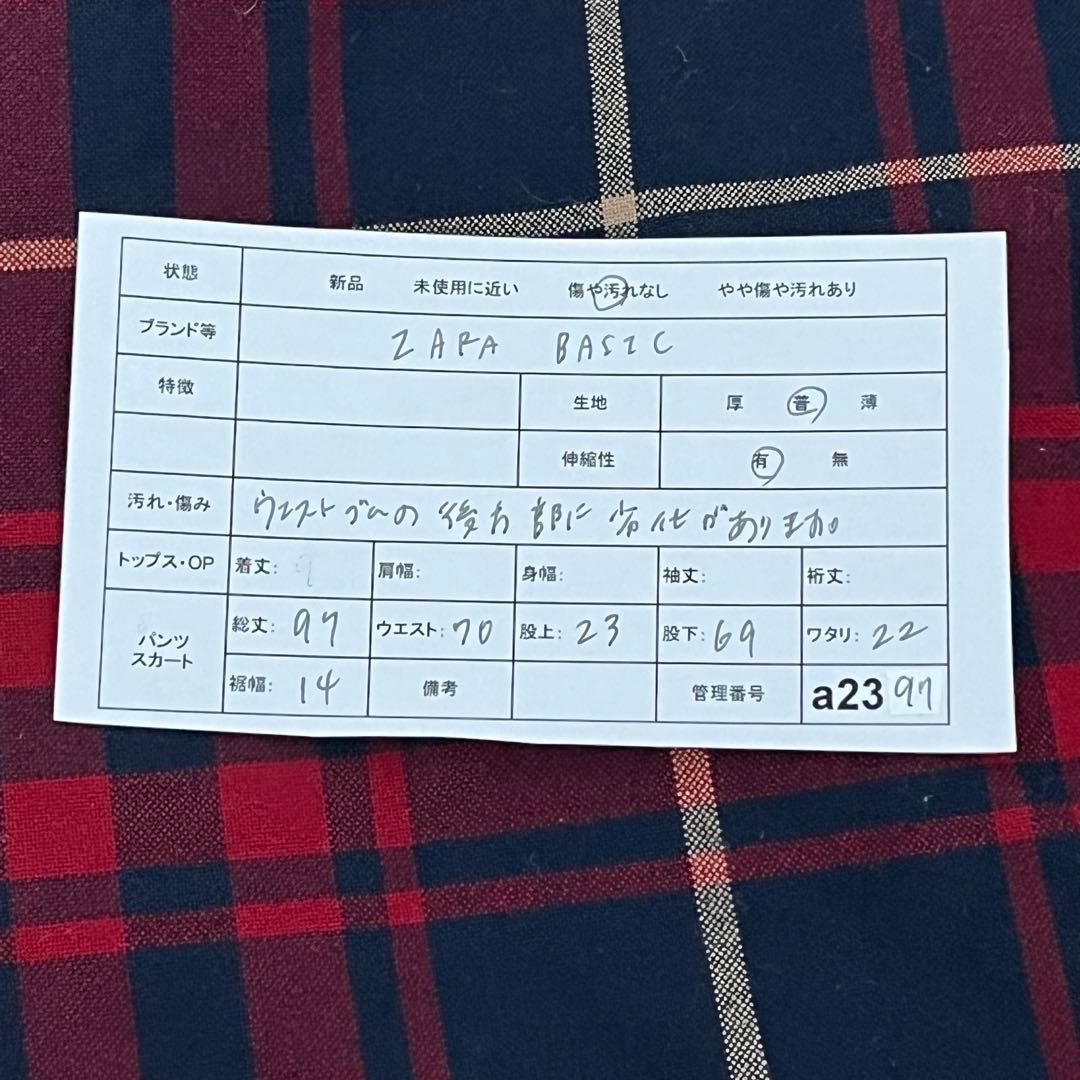 状態 新品 未使用に近い 傷や汚れなし やや傷や汚れあり
ブランド等 ZARA BASIC
特徴 生地 厚 普 薄
伸縮性 有 無
汚れ・傷み ウエストゴムの後方部に劣化があります。
トップス・OP 着丈: 肩幅: 身幅: 袖丈: 裄丈:
パンツ スカート 総丈: 97 ウエスト: 70 股上: 23 股下: 69 ワタリ: 22
裾幅: 14 備考 管理番号 a23 97